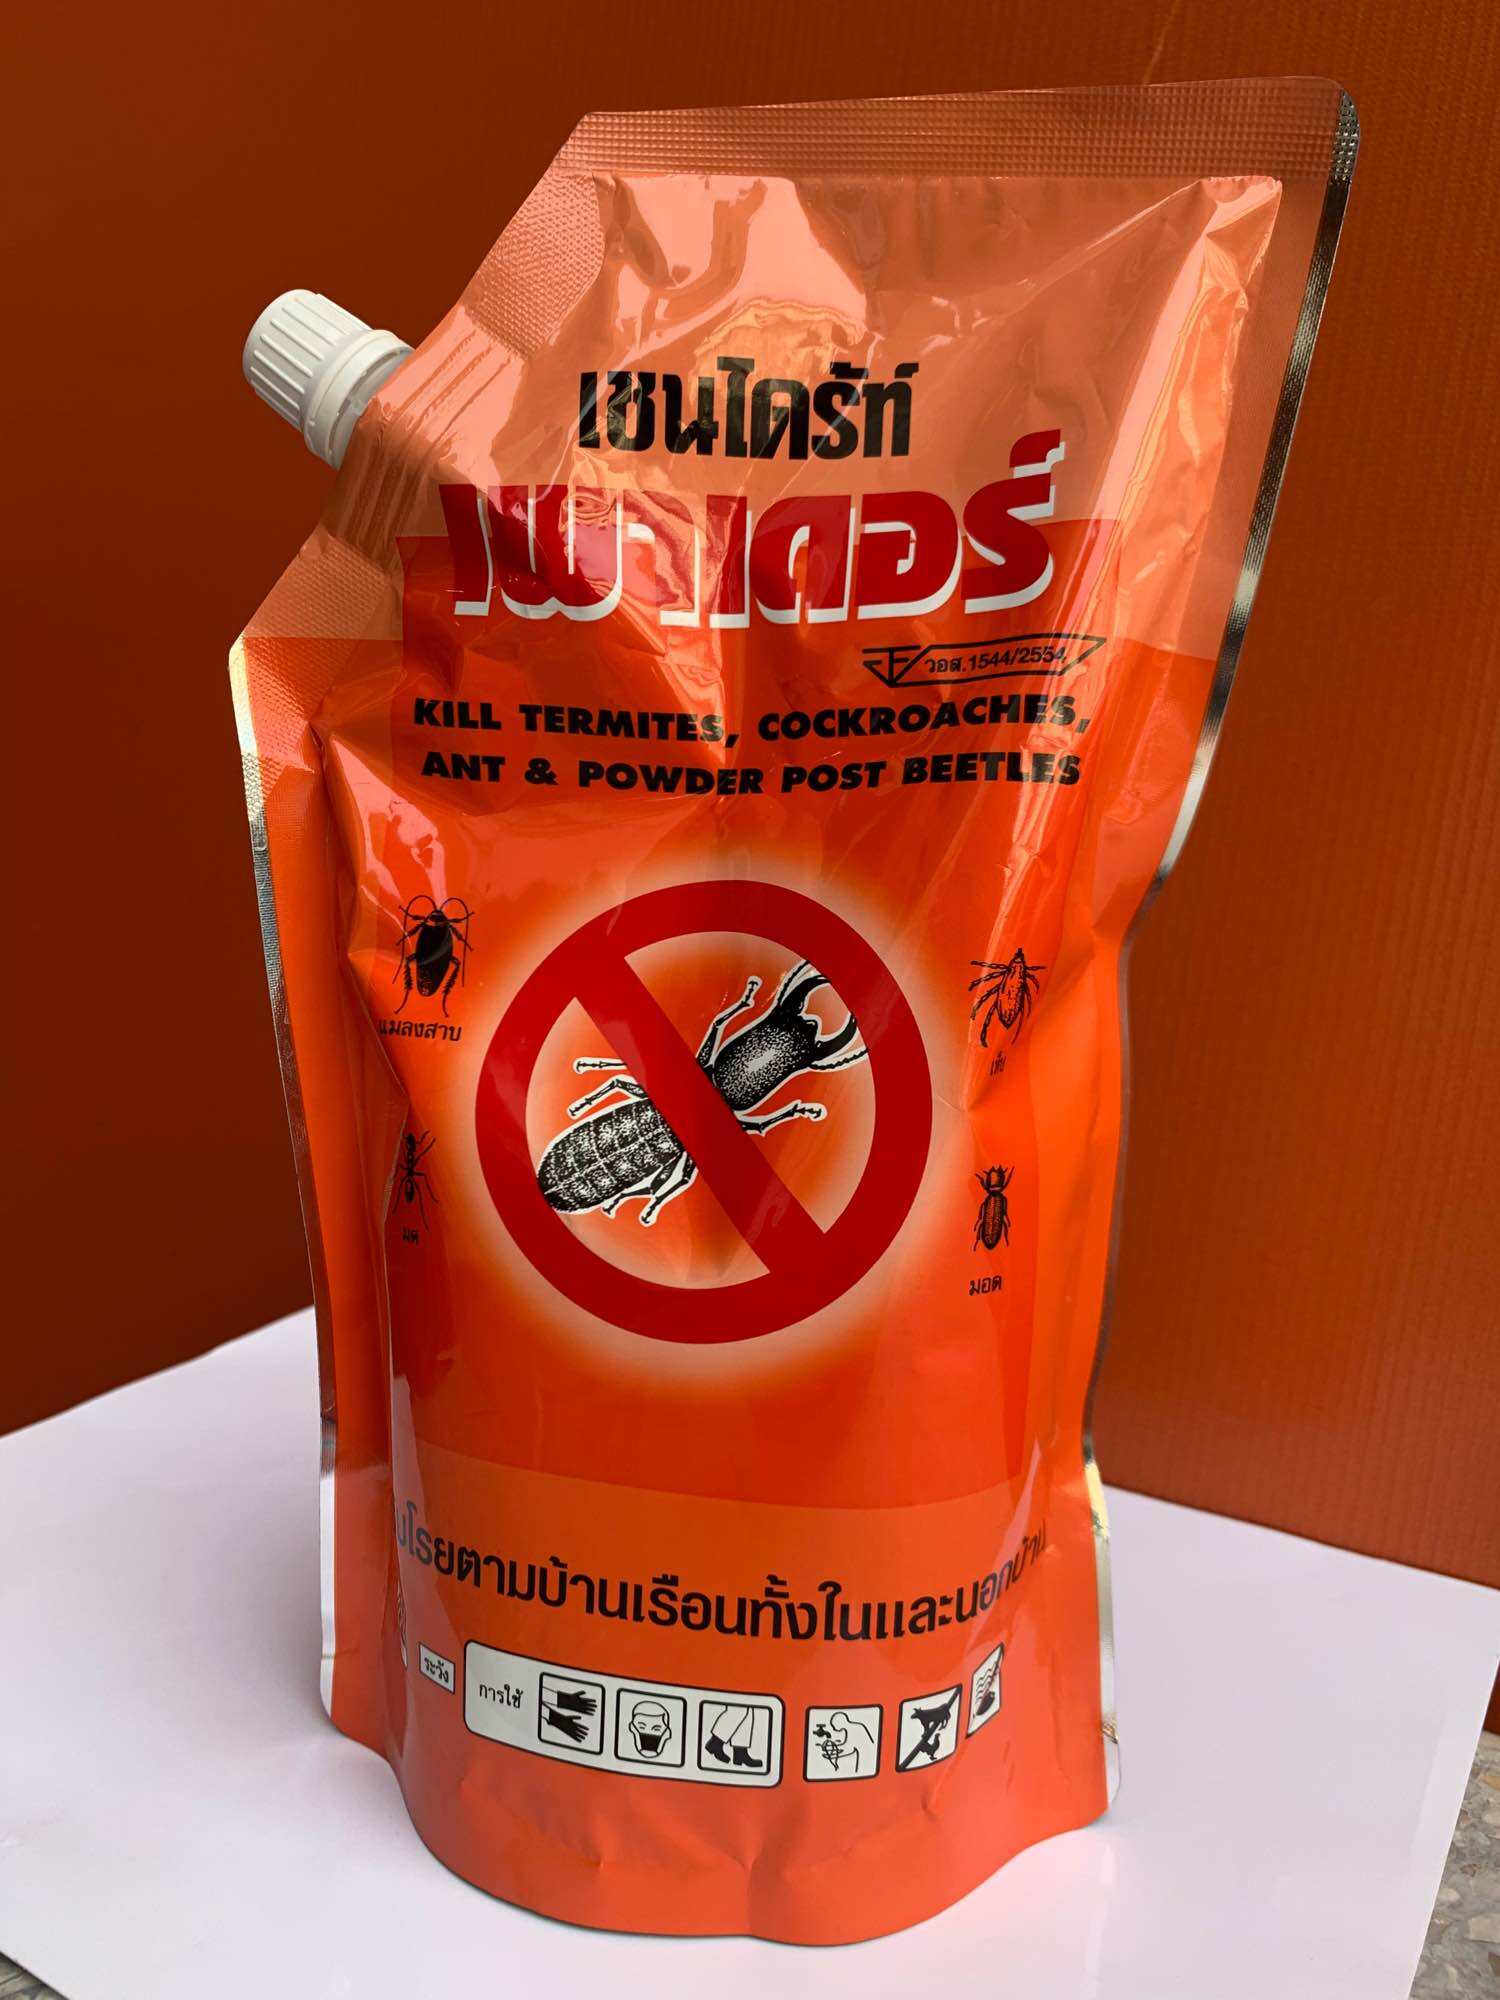 เชนไดรัท์
เพาเดอร์
วอส.1544/2554
KILL TERMITES, COCKROACHES,
ANT & POWDER POST BEETLES
แมลงสาบ
เห็บ
มด
มอด
โรยตามบ้านเรือนทั้งในและนอกบ้าน
ระวัง
การใช้